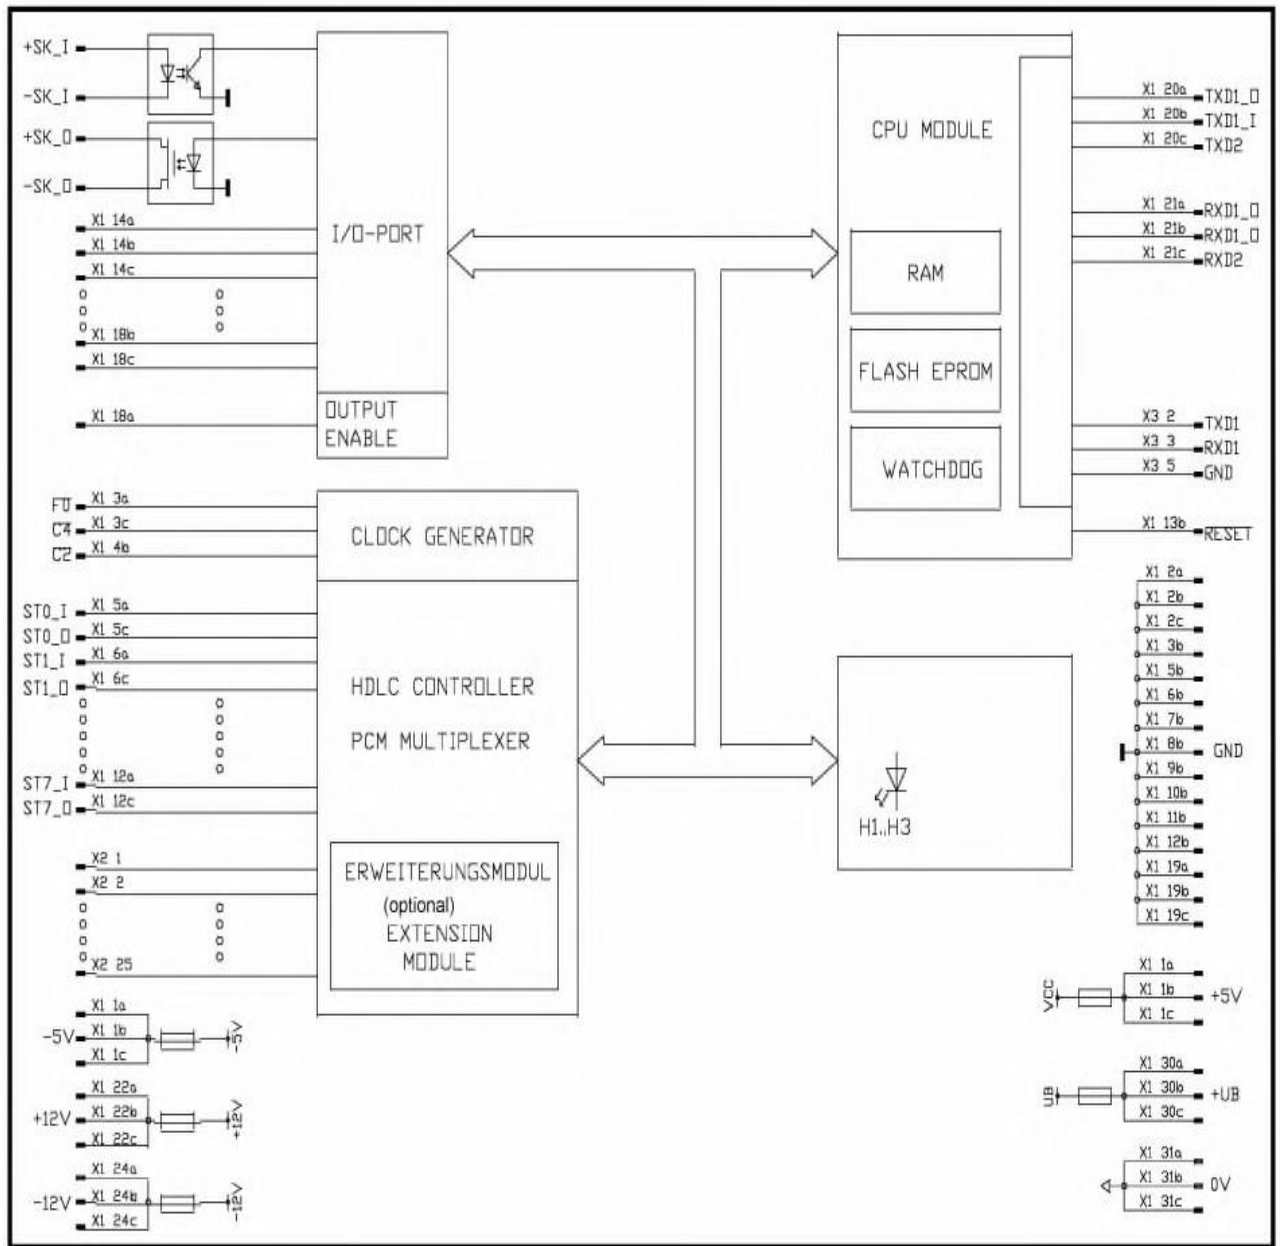 +SK_I
-SK_I
+SK_O
-SK_O
X1 14a
X1 14b
X1 14c
X1 18b
X1 18c
X1 18a
I/O-PORT
OUTPUT
ENABLE
F0 X1 3a
C4 X1 3c
C2 X1 4b
CLOCK GENERATOR
ST0_I X1 5a
ST0_O X1 5c
ST1_I X1 6a
ST1_O X1 6c
ST7_I X1 12a
ST7_O X1 12c
HDLC CONTROLLER
PCM MULTIPLEXER
X2 1
X2 2
X2 25
ERWEITERUNGSMODUL
(optional)
EXTENSION
MODULE
X1 1a
-5V X1 1b -5V
X1 1c
X1 22a
+12V X1 22b +12V
X1 22c
X1 24a
-12V X1 24b -12V
X1 24c
CPU MODULE
RAM
FLASH EPROM
WATCHDOG
X1 20a TXD1_O
X1 20b TXD1_I
X1 20c TXD2
X1 21a RXD1_O
X1 21b RXD1_O
X1 21c RXD2
X3 2 TXD1
X3 3 RXD1
X3 5 GND
X1 13b RESET
H1..H3
X1 2a
X1 2b
X1 2c
X1 3b
X1 5b
X1 6b
X1 7b
X1 8b GND
X1 9b
X1 10b
X1 11b
X1 12b
X1 19a
X1 19b
X1 19c
X1 1a
VCC X1 1b +5V
X1 1c
X1 30a
UB X1 30b +UB
X1 30c
X1 31a
X1 31b 0V
X1 31c